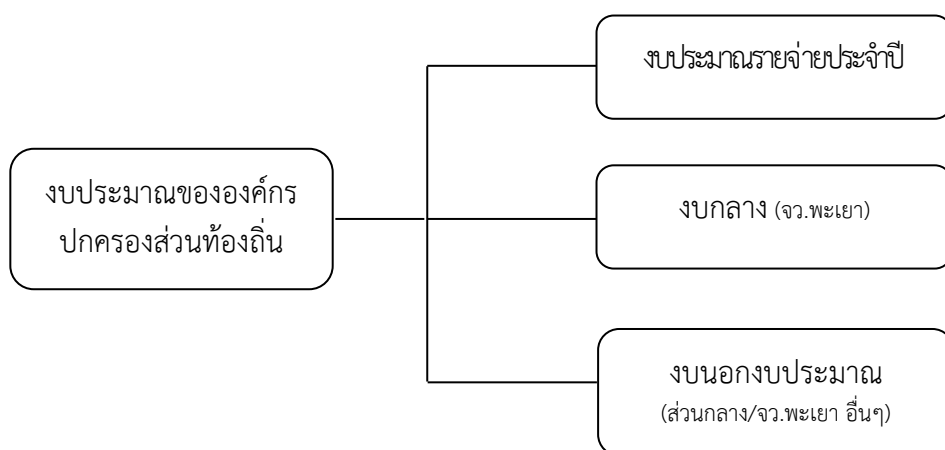 งบประมาณรายจ่ายประจำปี
งบประมาณขององค์กร
ปกครองส่วนท้องถิ่น
งบกลาง (จว.พะเยา)
งบนอกงบประมาณ
(ส่วนกลาง/จว.พะเยา อื่นๆ)